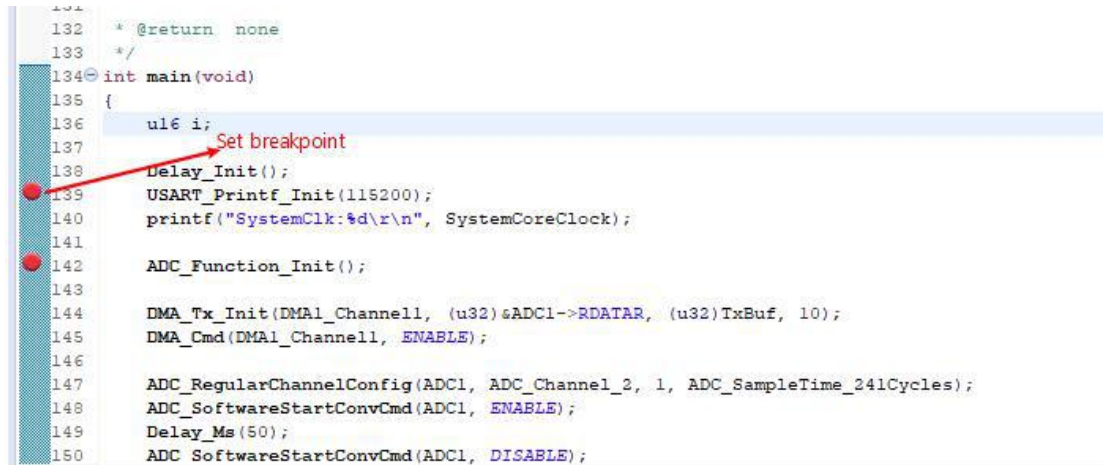 131
132 * @return none
133 */
134 int main(void)
135 {
136 u16 i;
137
Set breakpoint
138 Delay_Init();
139 USART_Printf_Init(115200);
140 printf("SystemClk:%d\r\n", SystemCoreClock);
141
142 ADC_Function_Init();
143
144 DMA_Tx_Init(DMA1_Channel1, (u32)&ADC1->RDATAR, (u32)TxBuf, 10);
145 DMA_Cmd(DMA1_Channel1, ENABLE);
146
147 ADC_RegularChannelConfig(ADC1, ADC_Channel_2, 1, ADC_SampleTime_241Cycles);
148 ADC_SoftwareStartConvCmd(ADC1, ENABLE);
149 Delay_Ms(50);
150 ADC_SoftwareStartConvCmd(ADC1, DISABLE);